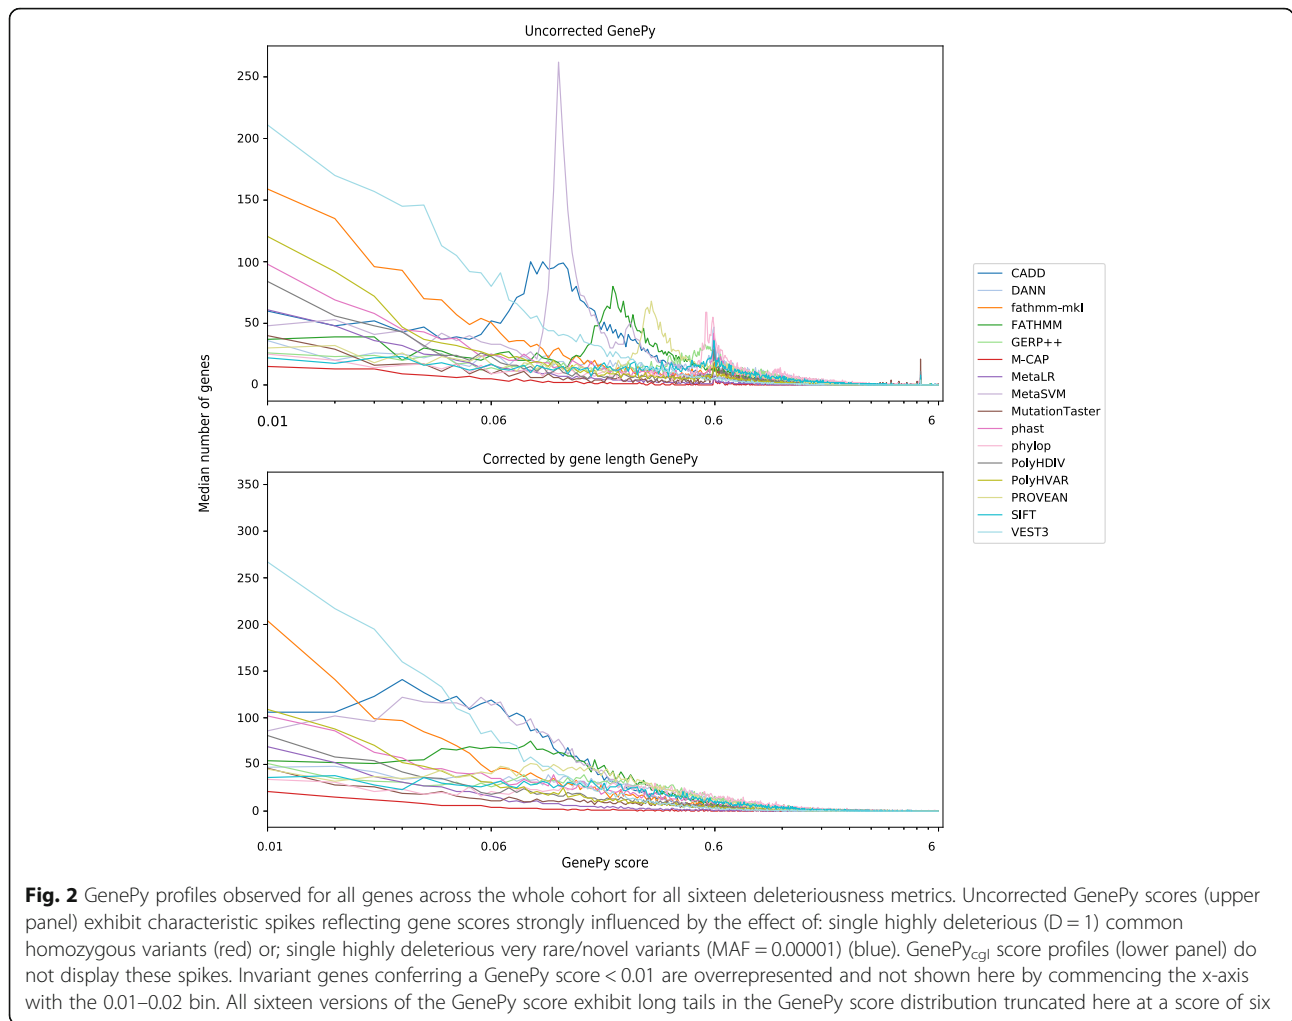 Uncorrected GenePy
250
200
150
100
50
0
0.01
0.06
0.6
6
Median number of genes
Corrected by gene length GenePy
350
300
250
200
150
100
50
0
0.01
0.06
0.6
6
GenePy score
CADD
DANN
fathmm-mkl
FATHMM
GERP++
M-CAP
MetaLR
MetaSVM
MutationTaster
phast
phylop
PolyHDIV
PolyHVAR
PROVEAN
SIFT
VEST3
Fig. 2 GenePy profiles observed for all genes across the whole cohort for all sixteen deleteriousness metrics. Uncorrected GenePy scores (upper
panel) exhibit characteristic spikes reflecting gene scores strongly influenced by the effect of: single highly deleterious (D = 1) common
homozygous variants (red) or; single highly deleterious very rare/novel variants (MAF = 0.00001) (blue). GenePycgl score profiles (lower panel) do
not display these spikes. Invariant genes conferring a GenePy score < 0.01 are overrepresented and not shown here by commencing the x-axis
with the 0.01–0.02 bin. All sixteen versions of the GenePy score exhibit long tails in the GenePy score distribution truncated here at a score of six